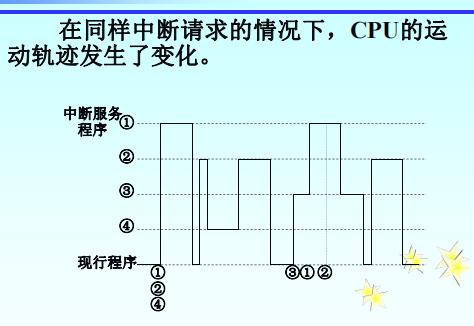 在同样中断请求的情况下，CPU的运
动轨迹发生了变化。
中断服务
程序
①
②
③
④
现行程序
① ③① ②
②
④